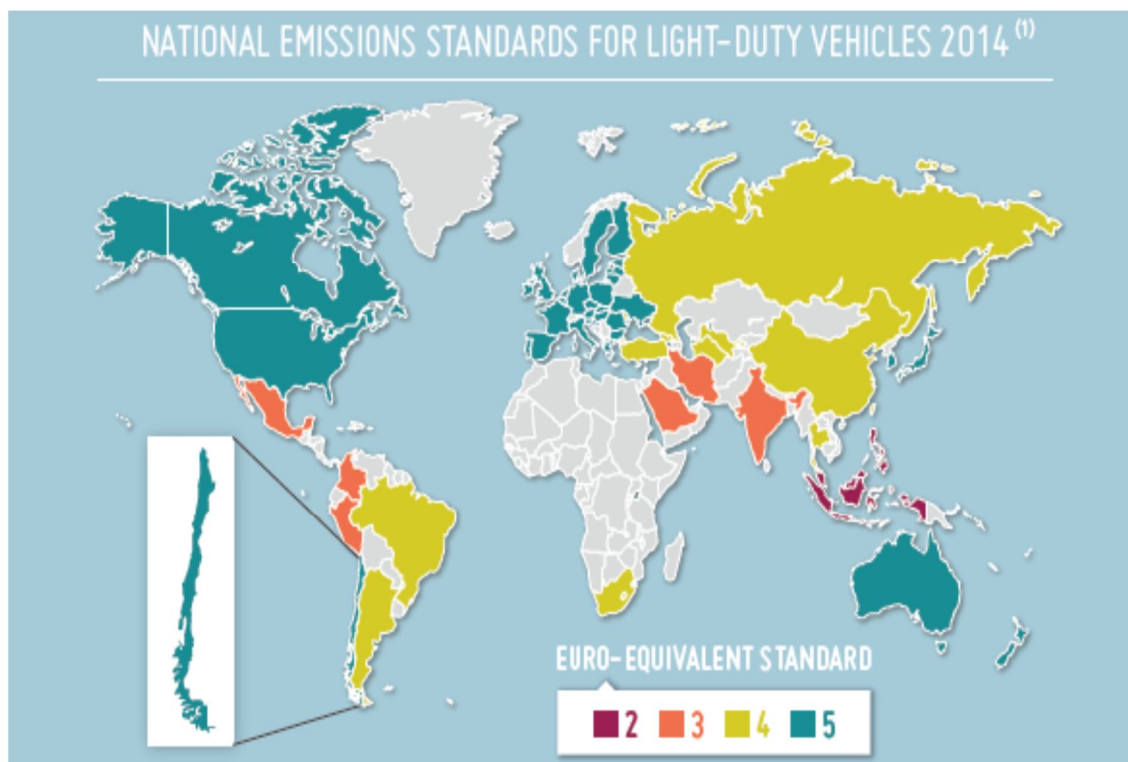 NATIONAL EMISSIONS STANDARDS FOR LIGHT-DUTY VEHICLES 2014 (1)
EURO-EQUIVALENT STANDARD
2 3 4 5